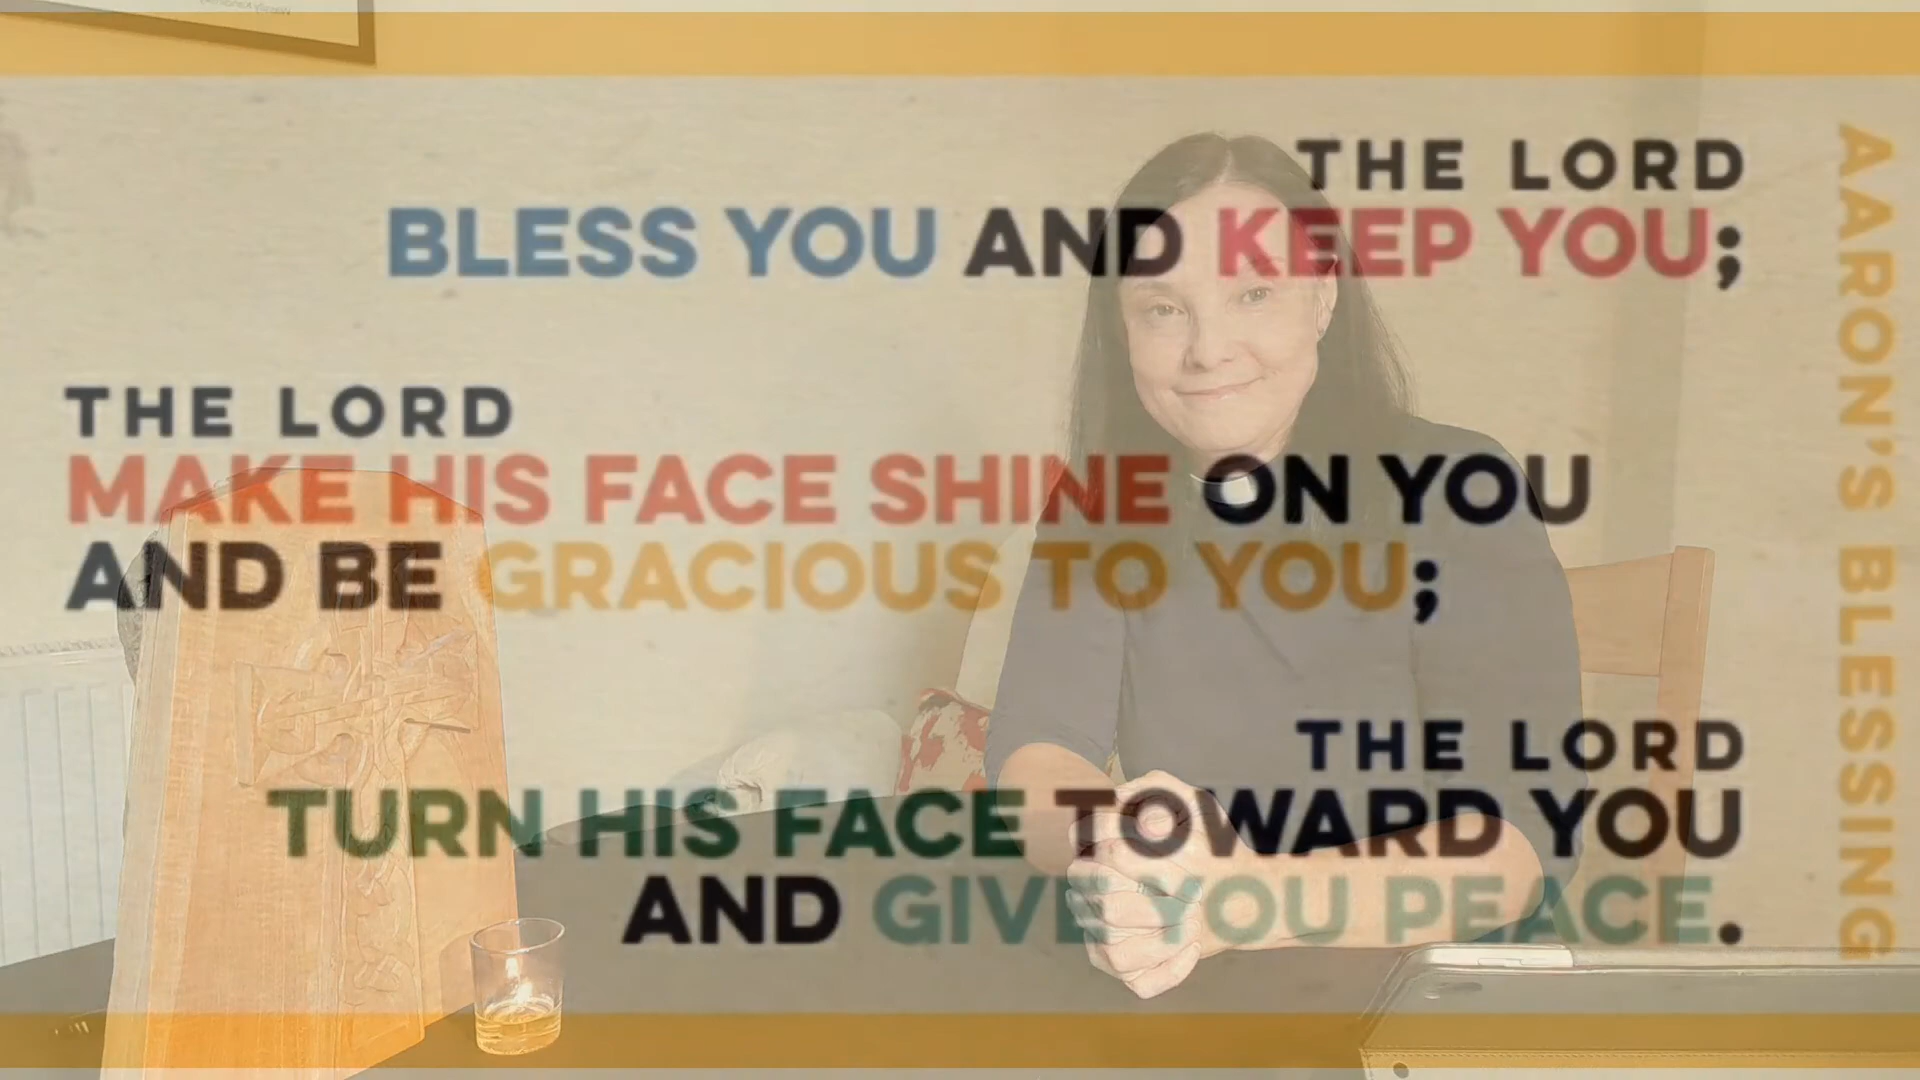 THE LORD
BLESS YOU AND KEEP YOU;
THE LORD
MAKE HIS FACE SHINE ON YOU
AND BE GRACIOUS TO YOU;
THE LORD
TURN HIS FACE TOWARD YOU
AND GIVE YOU PEACE.
AARON'S BLESSING